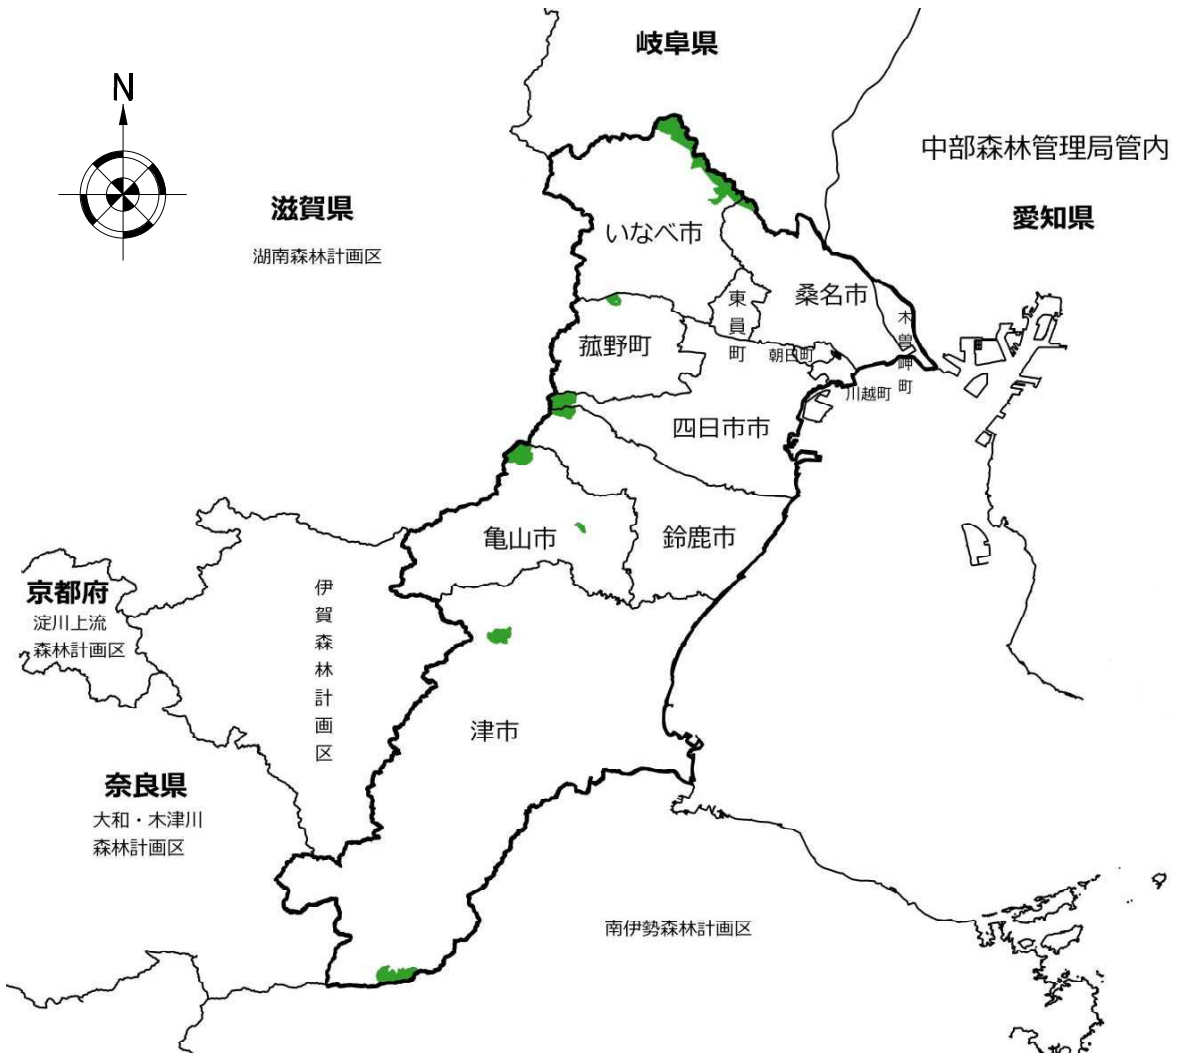 岐阜県
N
中部森林管理局管内
滋賀県
愛知県
湖南森林計画区
いなべ市
桑名市
東員町
木曽岬町
菰野町
朝日町
川越町
四日市市
亀山市
鈴鹿市
京都府
淀川上流
森林計画区
伊賀森林計画区
津市
奈良県
大和・木津川
森林計画区
南伊勢森林計画区